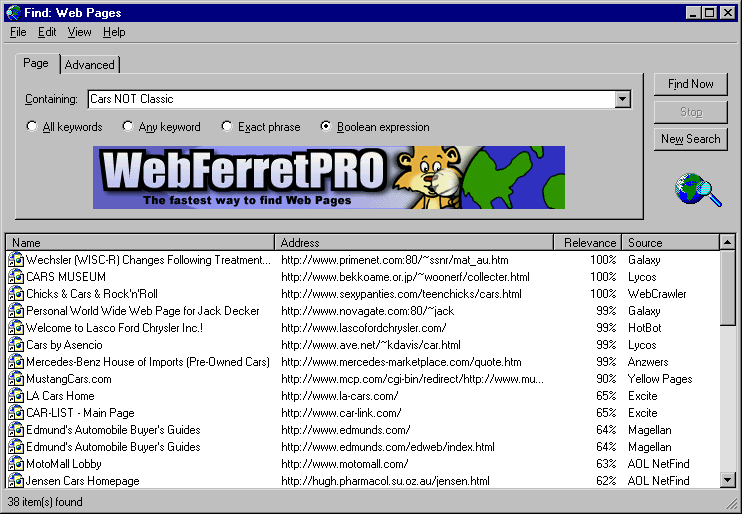 Find: Web Pages
File Edit View Help
Page Advanced
Containing: Cars NOT Classic
All keywords Any keyword Exact phrase Boolean expression
Find Now
Stop
New Search
WebFerretPRO
The fastest way to find Web Pages
Name Address Relevance Source
Wechsler (WISC-R) Changes Following Treatment... http://www.primenet.com:80/~ssnr/mat_au.htm 100% Galaxy
CARS MUSEUM http://www.bekkoame.or.jp/~woonerf/collecter.html 100% Lycos
Chicks & Cars & Rock'n'Roll http://www.sexypanties.com/teenchicks/cars.html 100% WebCrawler
Personal World Wide Web Page for Jack Decker http://www.novagate.com:80/~jack 99% Galaxy
Welcome to Lasco Ford Chrysler Inc.! http://www.lascofordchrysler.com/ 99% HotBot
Cars by Asencio http://www.ave.net/~kdavis/car.html 99% Lycos
Mercedes-Benz House of Imports (Pre-Owned Cars) http://www.mercedes-marketplace.com/quote.htm 99% Anzwers
MustangCars.com http://www.mcp.com/cgi-bin/redirect/http://www.mu... 90% Yellow Pages
LA Cars Home http://www.la-cars.com/ 65% Excite
CAR-LIST - Main Page http://www.car-link.com/ 65% Excite
Edmund's Automobile Buyer's Guides http://www.edmunds.com/ 64% Magellan
Edmund's Automobile Buyer's Guides http://www.edmunds.com/edweb/index.html 64% Magellan
MotoMall Lobby http://www.motomall.com/ 63% AOL NetFind
Jensen Cars Homepage http://hugh.pharmacol.su.oz.au/jensen.html 62% AOL NetFind
38 item(s) found